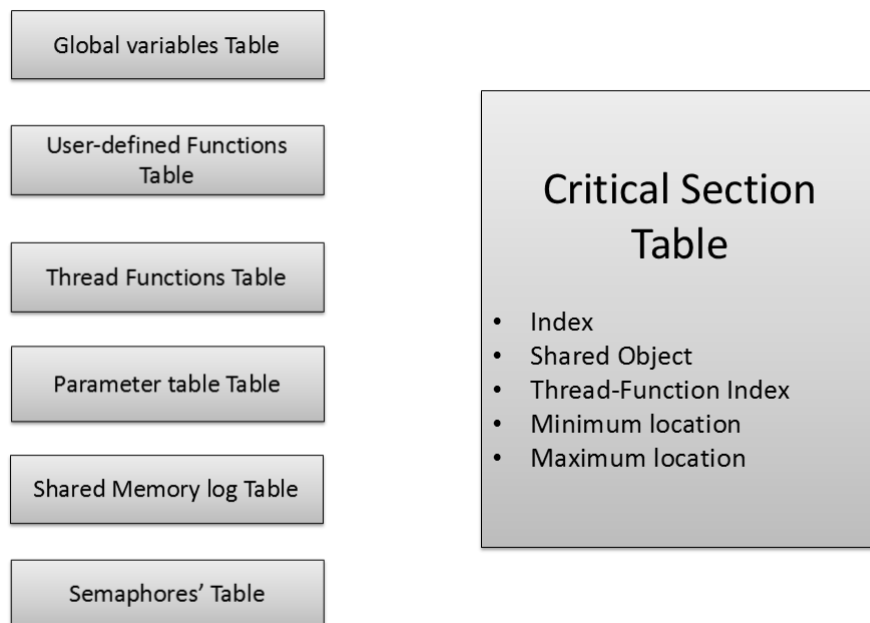 Global variables Table
User-defined Functions
Table
Thread Functions Table
Parameter table Table
Shared Memory log Table
Semaphores’ Table
Critical Section
Table
• Index
• Shared Object
• Thread-Function Index
• Minimum location
• Maximum location